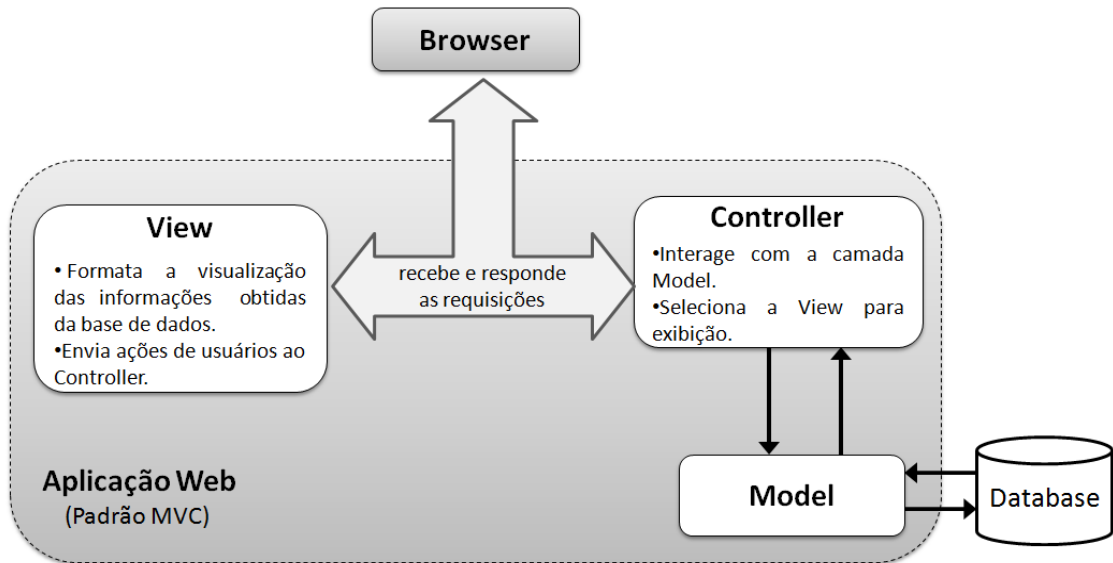 Browser
View
• Formata a visualização
das informações obtidas
da base de dados.
•Envia ações de usuários ao
Controller.
recebe e responde
as requisições
Controller
•Interage com a camada
Model.
•Seleciona a View para
exibição.
Aplicação Web
(Padrão MVC)
Model
Database